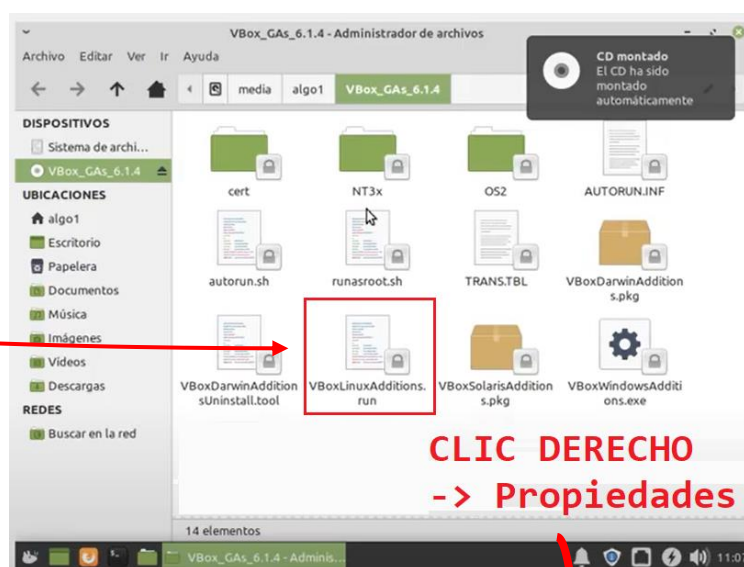 VBox_GAs_6.1.4 - Administrador de archivos
Archivo Editar Ver Ir Ayuda
CD montado
El CD ha sido
montado
automáticamente
media algo1 VBox_GAs_6.1.4
DISPOSITIVOS
Sistema de archi...
VBox_GAs_6.1.4
UBICACIONES
algo1
Escritorio
Papelera
Documentos
Música
Imágenes
Vídeos
Descargas
REDES
Buscar en la red
cert
NT3x
OS2
AUTORUN.INF
autorun.sh
runasroot.sh
TRANS.TBL
VBoxDarwinAddition
s.pkg
VBoxDarwinAddition
sUninstall.tool
VBoxLinuxAdditions.
run
VBoxSolarisAddition
s.pkg
VBoxWindowsAdditi
ons.exe
CLIC DERECHO
-> Propiedades
14 elementos
VBox_GAs_6.1.4 - Adminis...
11:07